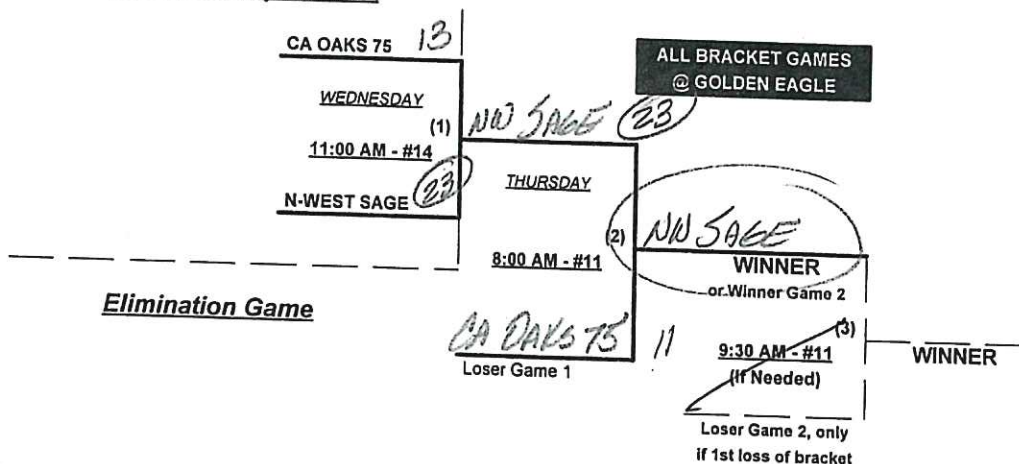 CA OAKS 75 13
ALL BRACKET GAMES
@ GOLDEN EAGLE
WEDNESDAY
(1) NW SAGE 23
11:00 AM - #14
N-WEST SAGE 23
THURSDAY
(2) NW SAGE
8:00 AM - #11
WINNER
or Winner Game 2
Elimination Game
CA OAKS 75 11
Loser Game 1
(3)
9:30 AM - #11
(If Needed)
WINNER
Loser Game 2, only
if 1st loss of bracket